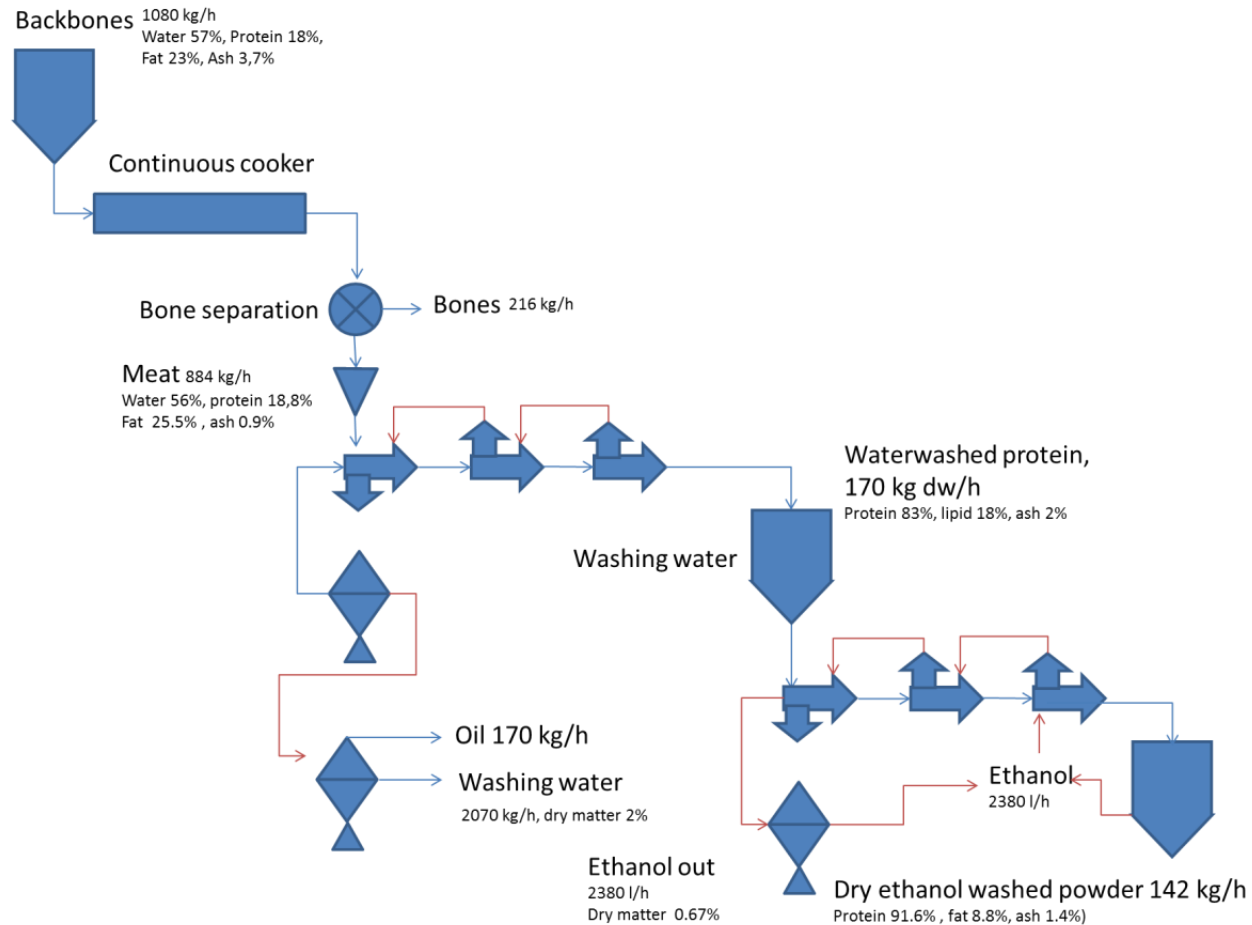 Backbones 1080 kg/h
Water 57%, Protein 18%,
Fat 23%, Ash 3,7%
Continuous cooker
Bone separation
Bones 216 kg/h
Meat 884 kg/h
Water 56%, protein 18,8%
Fat 25.5% , ash 0.9%
Waterwashed protein,
170 kg dw/h
Protein 83%, lipid 18%, ash 2%
Washing water
Oil 170 kg/h
Washing water
2070 kg/h, dry matter 2%
Ethanol
2380 l/h
Ethanol out
2380 l/h
Dry matter 0.67%
Dry ethanol washed powder 142 kg/h
Protein 91.6% , fat 8.8%, ash 1.4%)